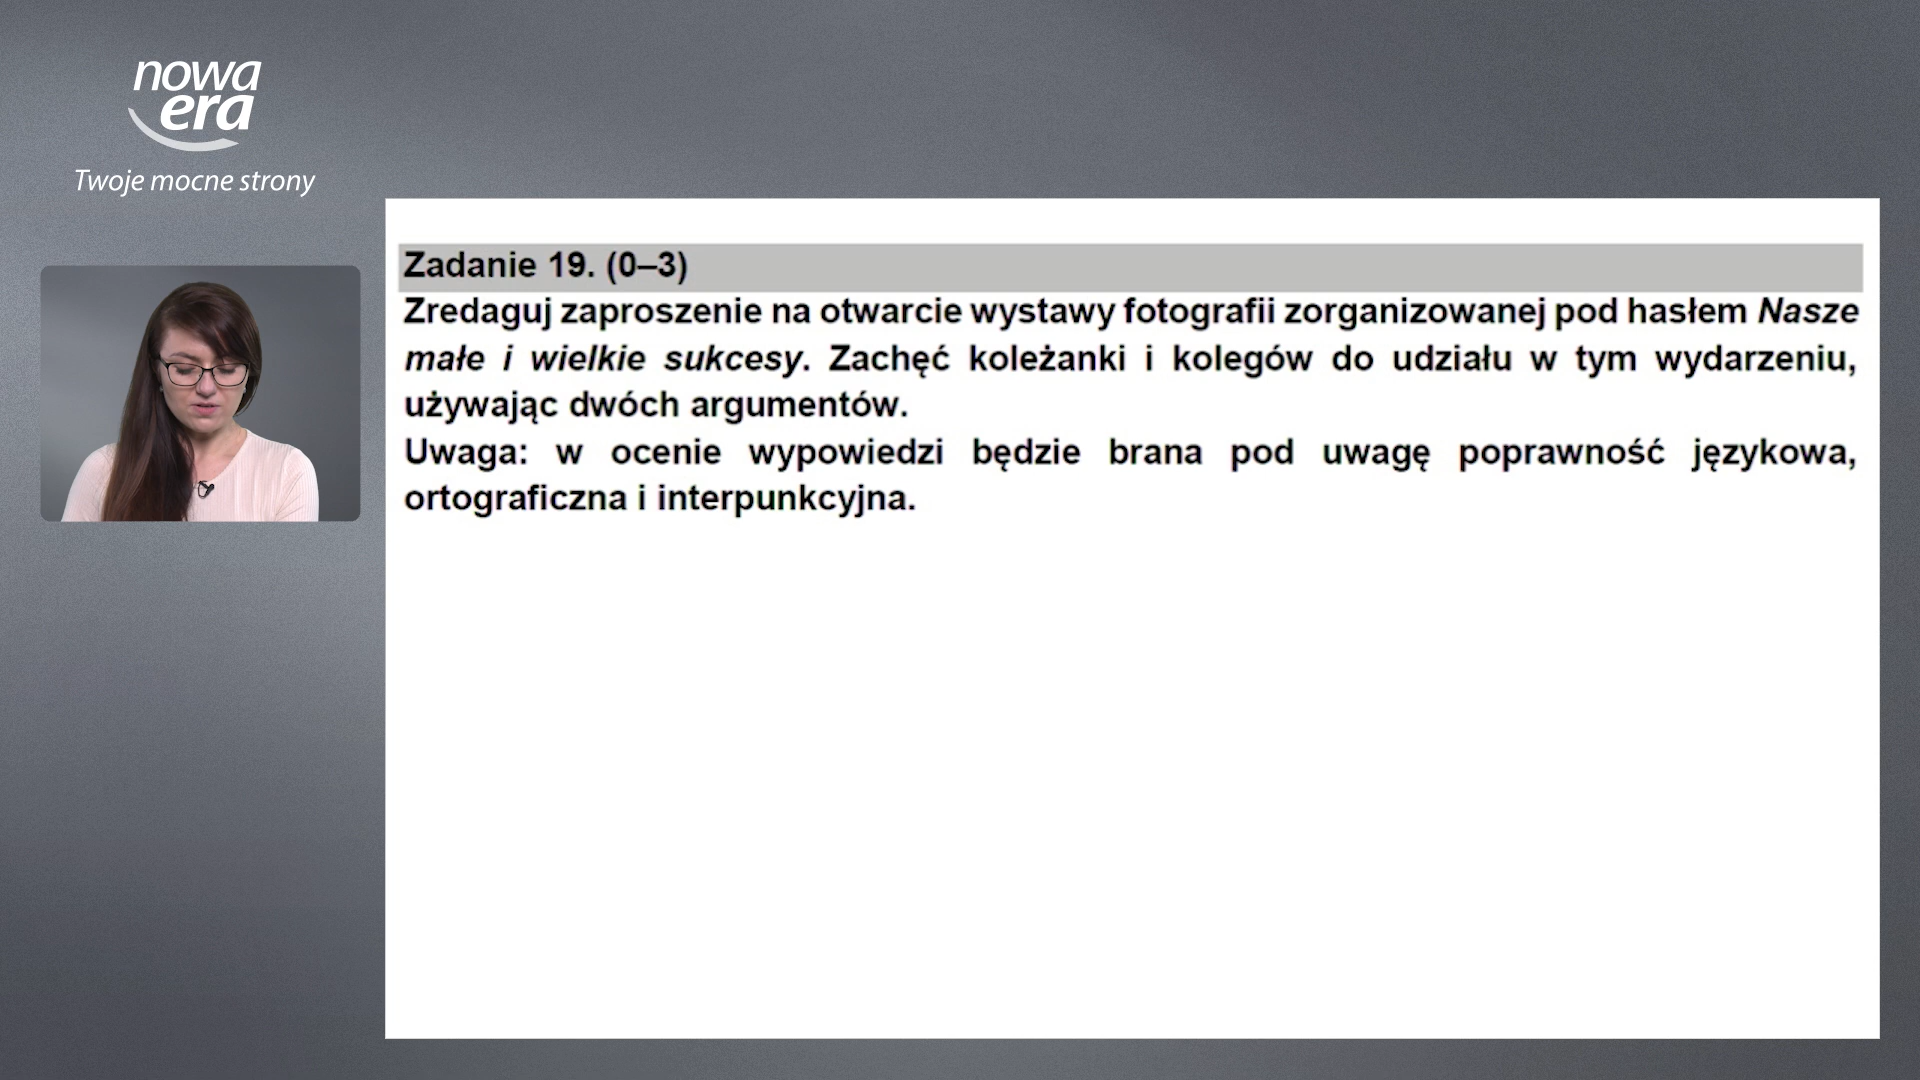 nowa
era
Twoje mocne strony
Zadanie 19. (0–3)
Zredaguj zaproszenie na otwarcie wystawy fotografii zorganizowanej pod hasłem Nasze
małe i wielkie sukcesy. Zachęć koleżanki i kolegów do udziału w tym wydarzeniu,
używając dwóch argumentów.
Uwaga: w ocenie wypowiedzi będzie brana pod uwagę poprawność językowa,
ortograficzna i interpunkcyjna.